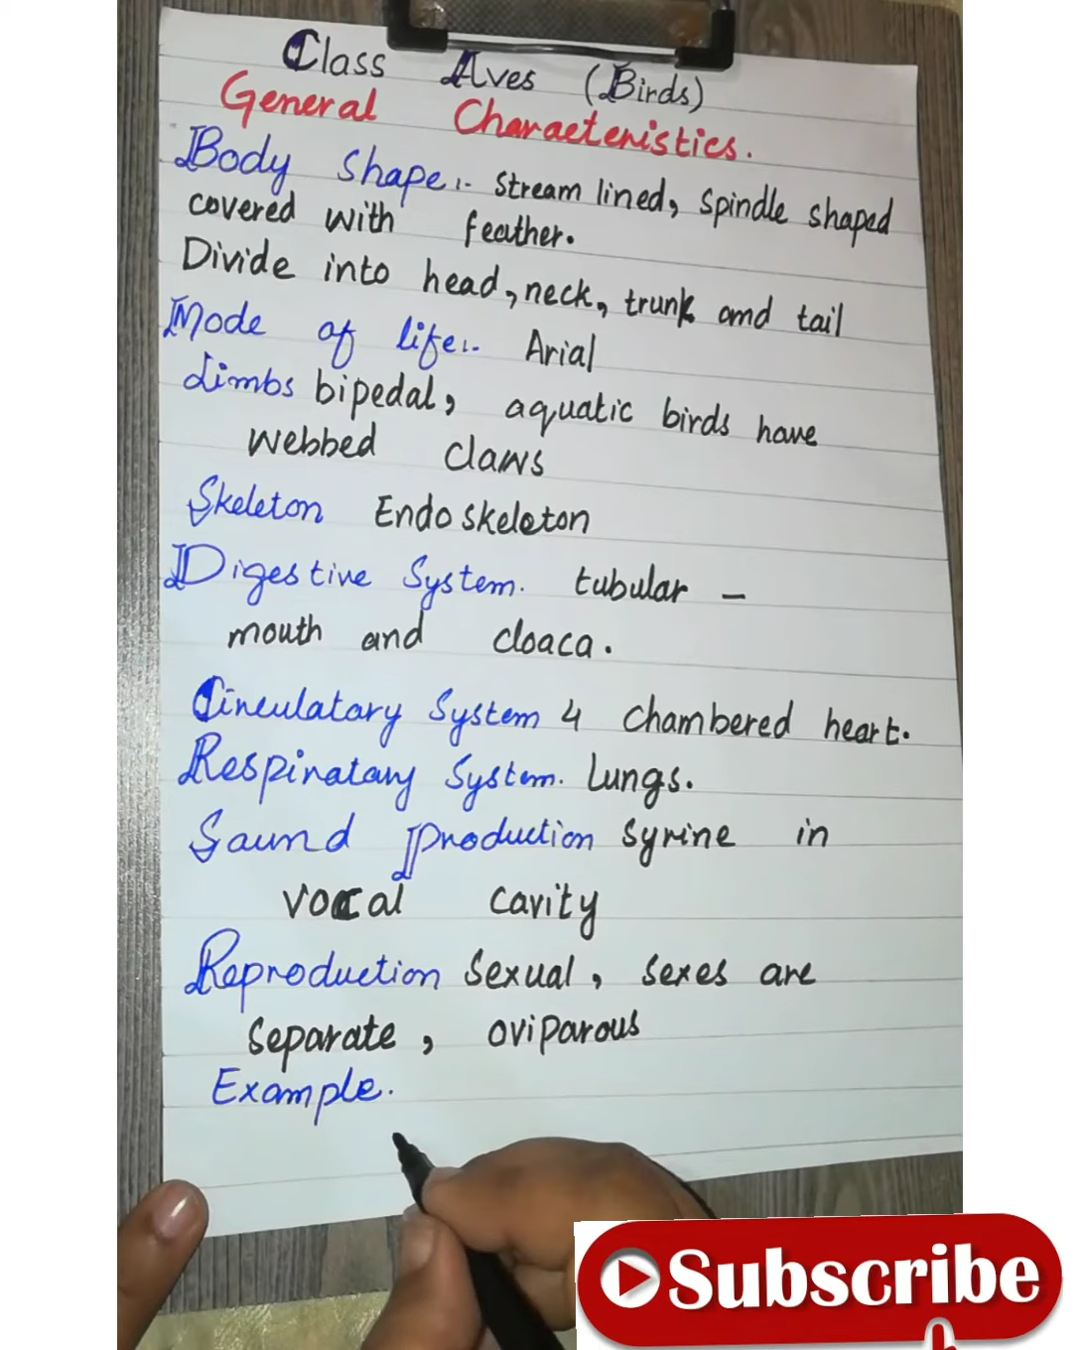 Class Aves (Birds)
General Characteristics.
Body Shape:- Stream lined, Spindle shaped
covered with feather.
Divide into head, neck, trunk and tail
Mode of life:- Arial
Limbs bipedal, aquatic birds have
webbed claws
Skeleton Endoskeleton
Digestive System. tubular –
mouth and cloaca.
Circulatary System 4 chambered heart.
Respiratary System. Lungs.
Saund Production Syrine in
vocal cavity
Reproduction Sexual, Sexes are
Separate, oviparous
Example.
Subscribe